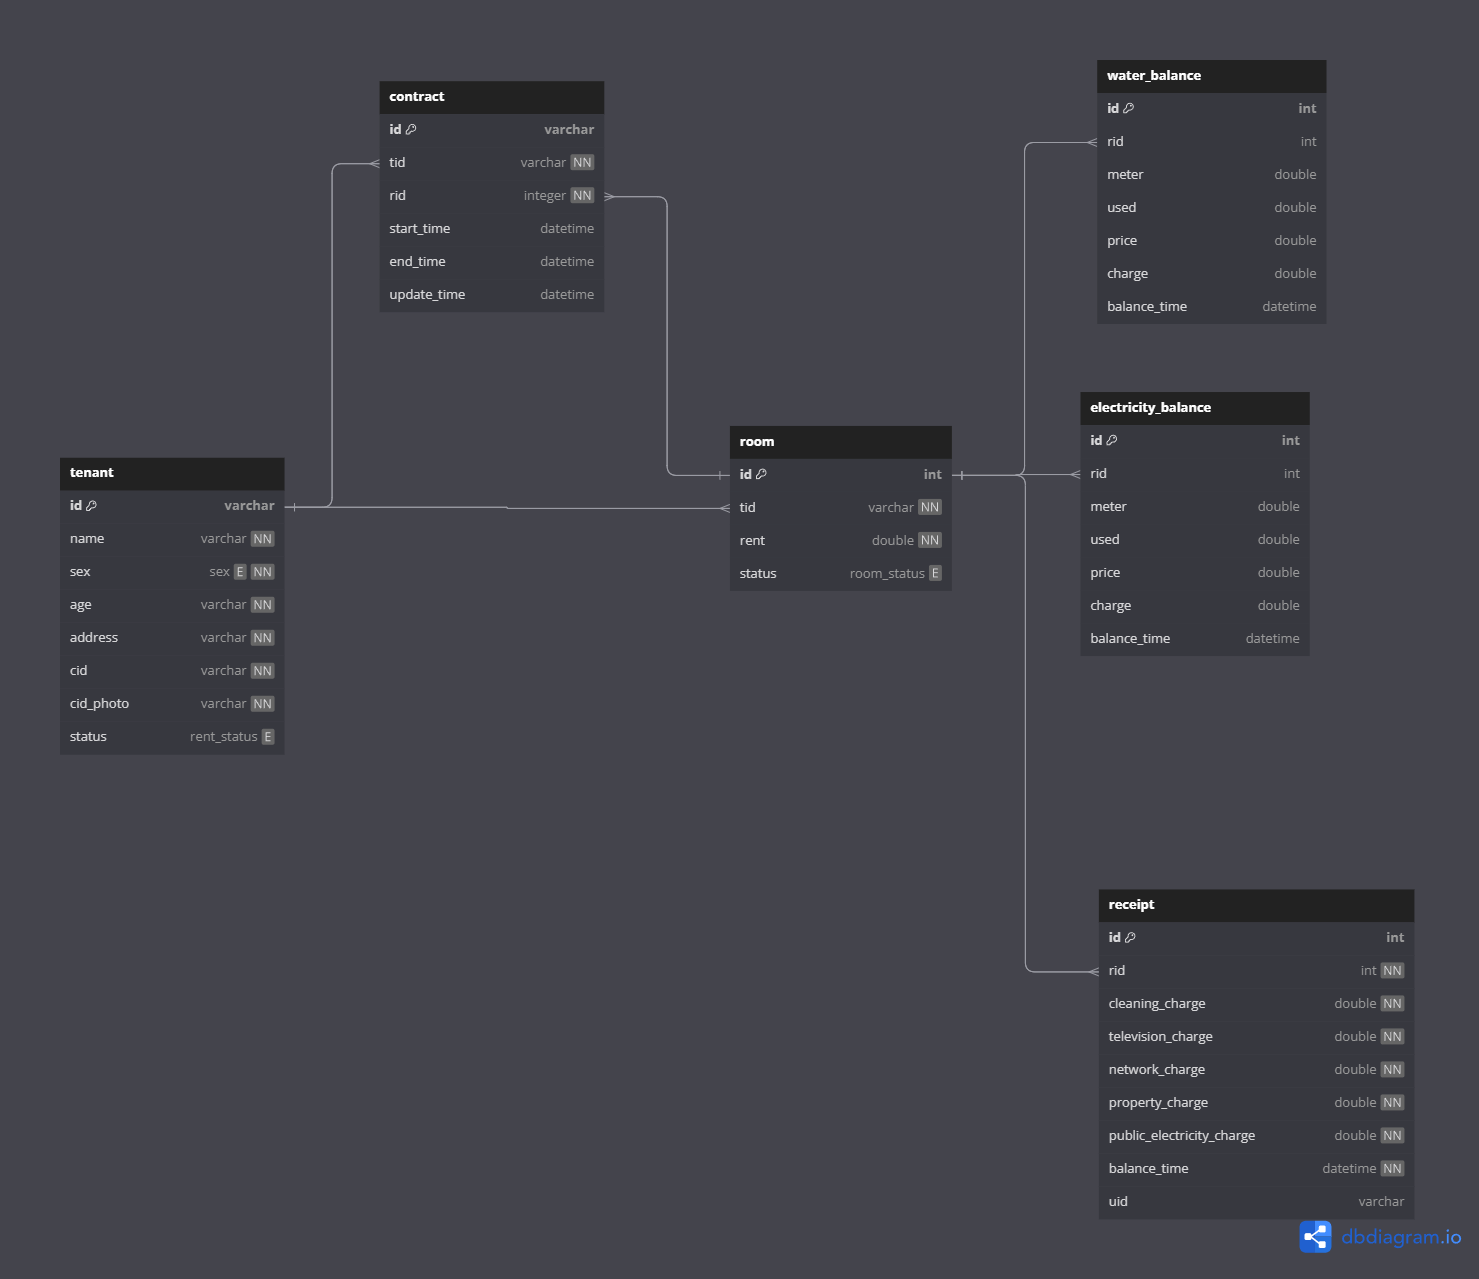 contract
id varchar
tid varchar NN
rid integer NN
start_time datetime
end_time datetime
update_time datetime
water_balance
id int
rid int
meter double
used double
price double
charge double
balance_time datetime
electricity_balance
id int
rid int
meter double
used double
price double
charge double
balance_time datetime
room
id int
tid varchar NN
rent double NN
status room_status E
tenant
id varchar
name varchar NN
sex sex E NN
age varchar NN
address varchar NN
cid varchar NN
cid_photo varchar NN
status rent_status E
receipt
id int
rid int NN
cleaning_charge double NN
television_charge double NN
network_charge double NN
property_charge double NN
public_electricity_charge double NN
balance_time datetime NN
uid varchar
dbdiagram.io